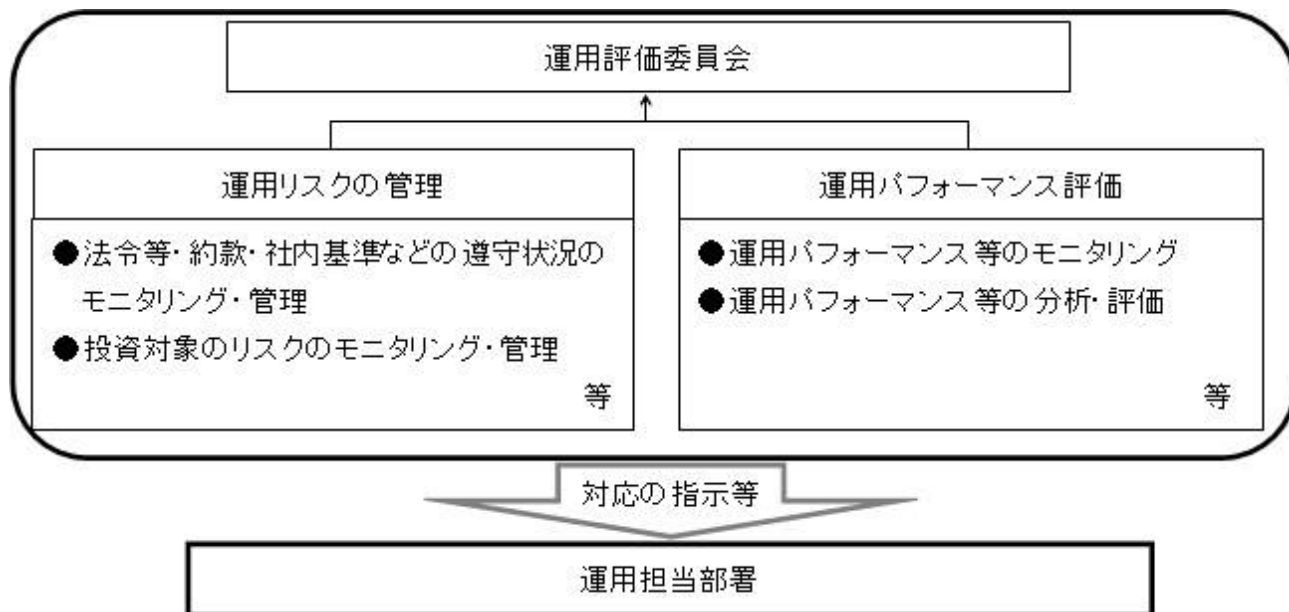 運用評価委員会
運用リスクの管理
●法令等・約款・社内基準などの遵守状況の
モニタリング・管理
●投資対象のリスクのモニタリング・管理
等
運用パフォーマンス評価
●運用パフォーマンス等のモニタリング
●運用パフォーマンス等の分析・評価
等
対応の指示等
運用担当部署